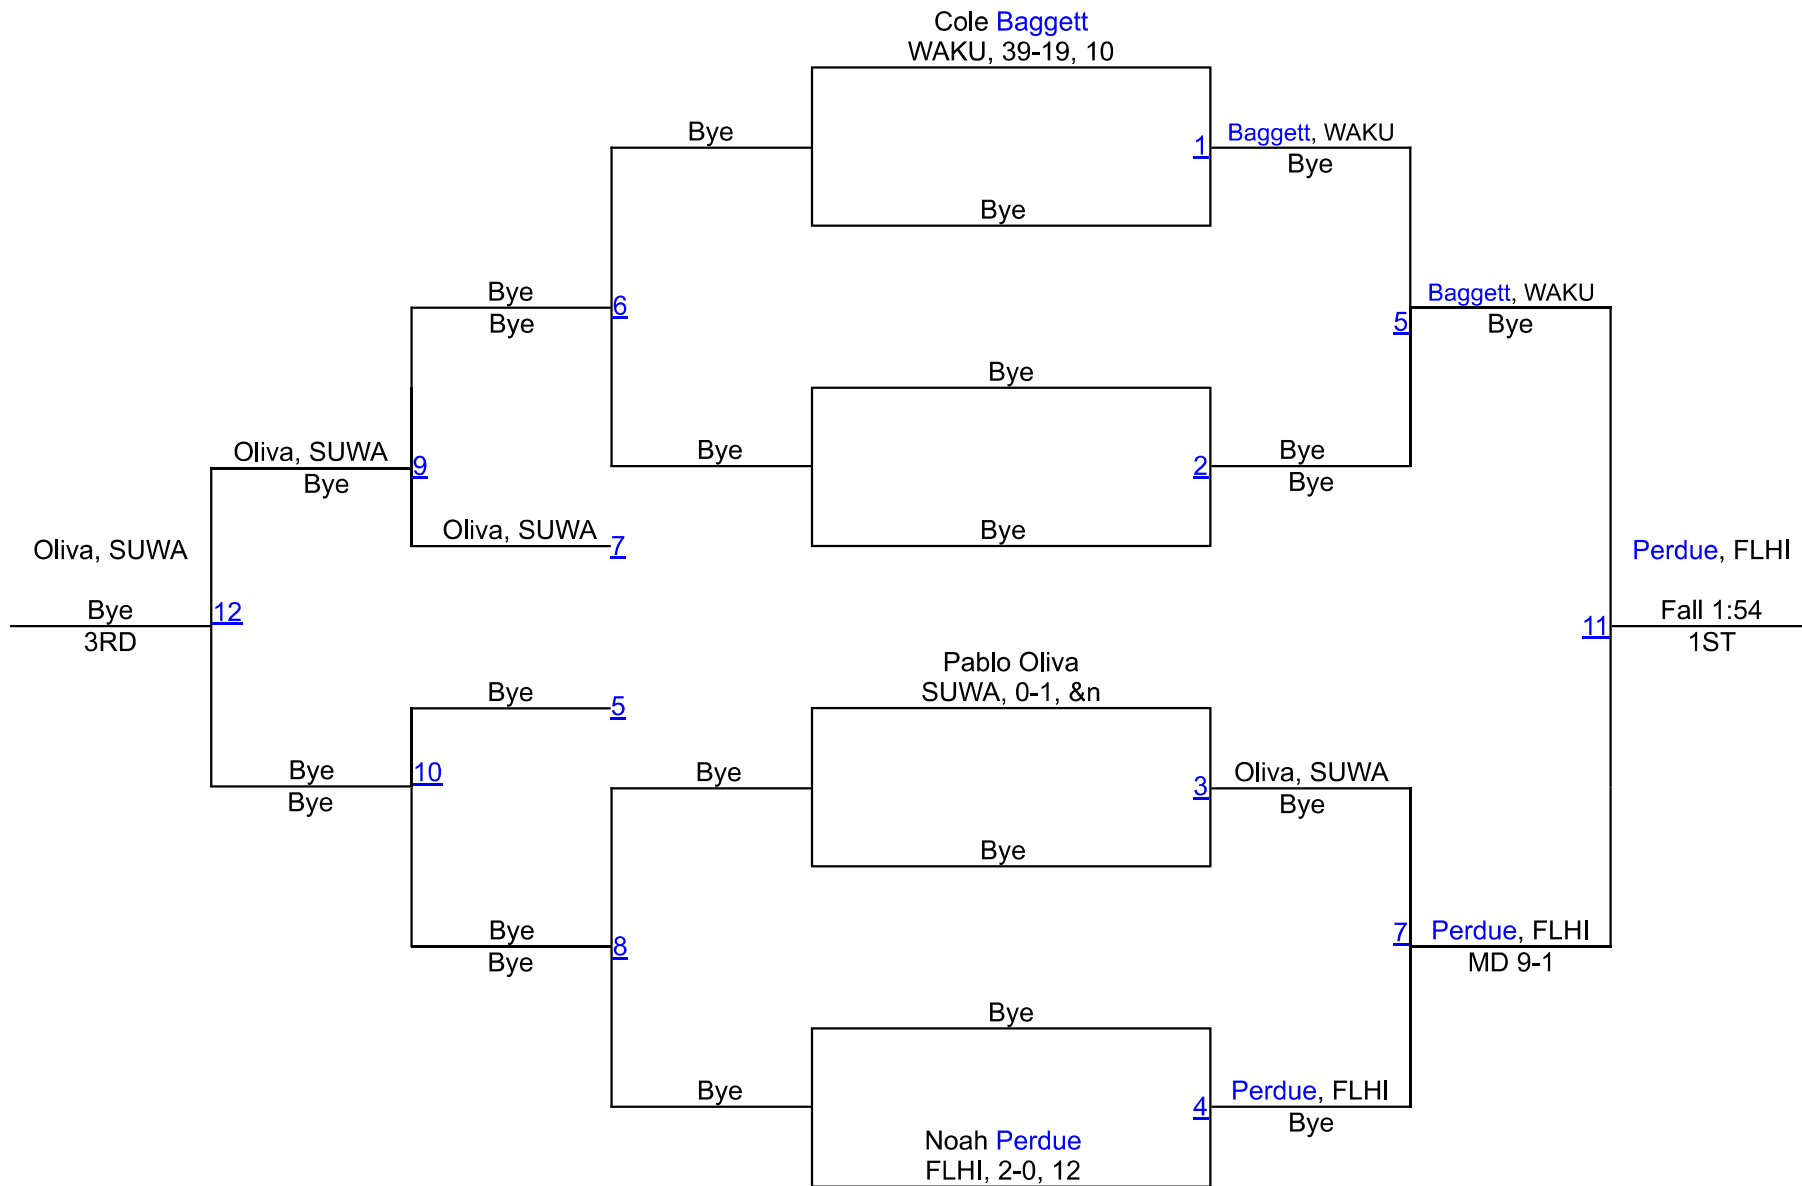 Cole Baggett
WAKU, 39-19, 10
Bye
1
Baggett, WAKU
Bye
Bye
Bye
6
Bye
Baggett, WAKU
5
Bye
Bye
Oliva, SUWA
9
Bye
Bye
2
Bye
Bye
Oliva, SUWA
7
Bye
Oliva, SUWA
Perdue, FLHI
Bye
12
3RD
11
Fall 1:54
1ST
Pablo Oliva
SUWA, 0-1, &n
Bye
5
Bye
10
Bye
Bye
3
Oliva, SUWA
Bye
Bye
Bye
8
Bye
7
Perdue, FLHI
MD 9-1
Bye
Bye
4
Perdue, FLHI
Bye
Noah Perdue
FLHI, 2-0, 12